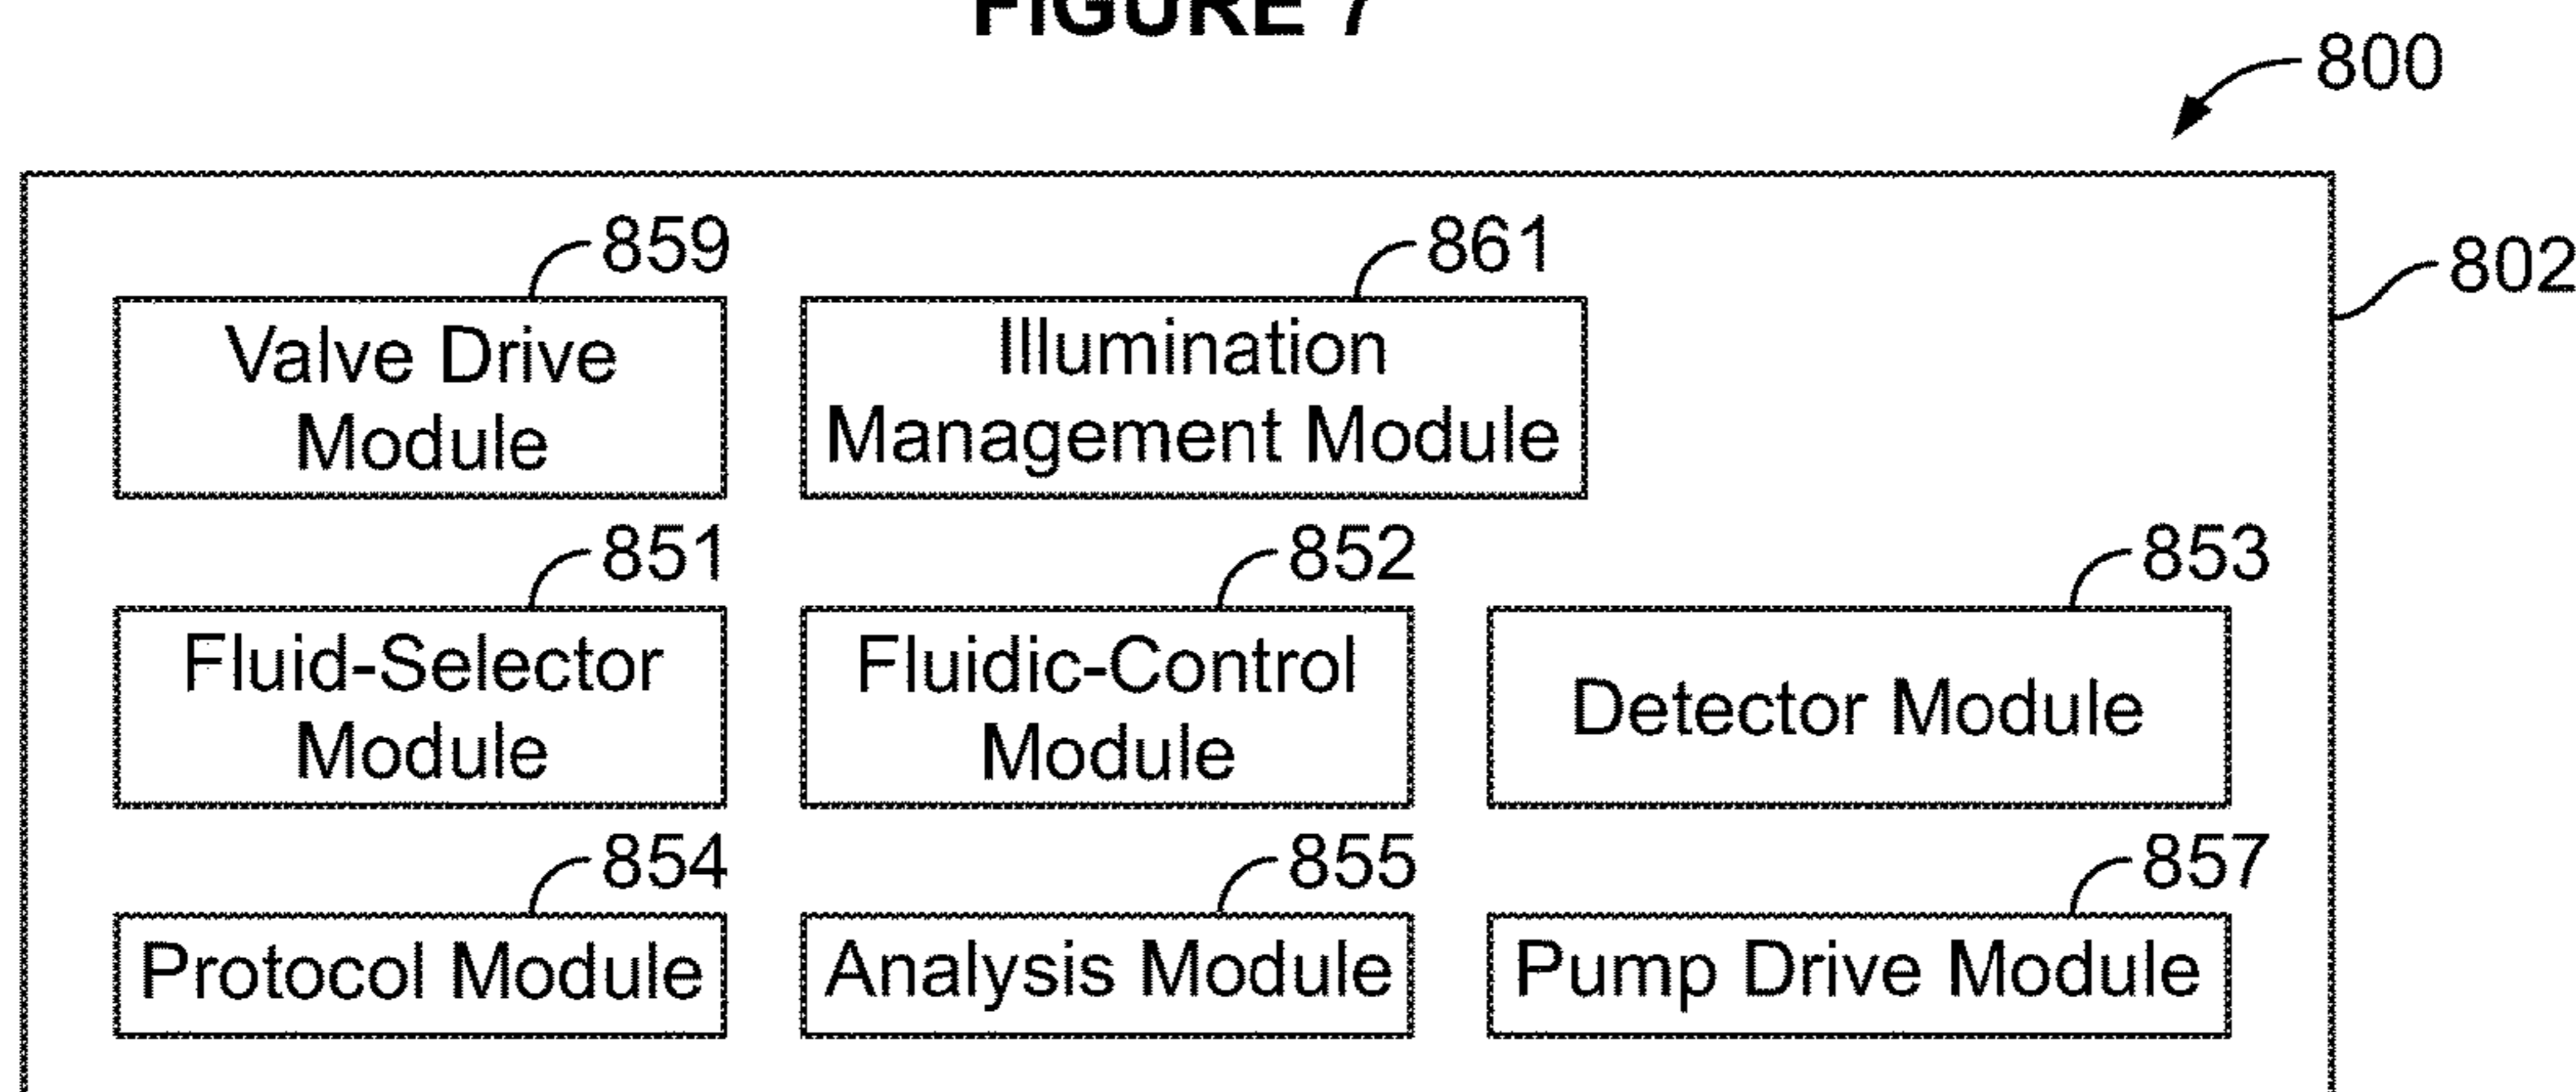 FIGURE 7
800
802
859
861
Valve Drive
Module
Illumination
Management Module
851
852
853
Fluid-Selector
Module
Fluidic-Control
Module
Detector Module
854
855
857
Protocol Module
Analysis Module
Pump Drive Module